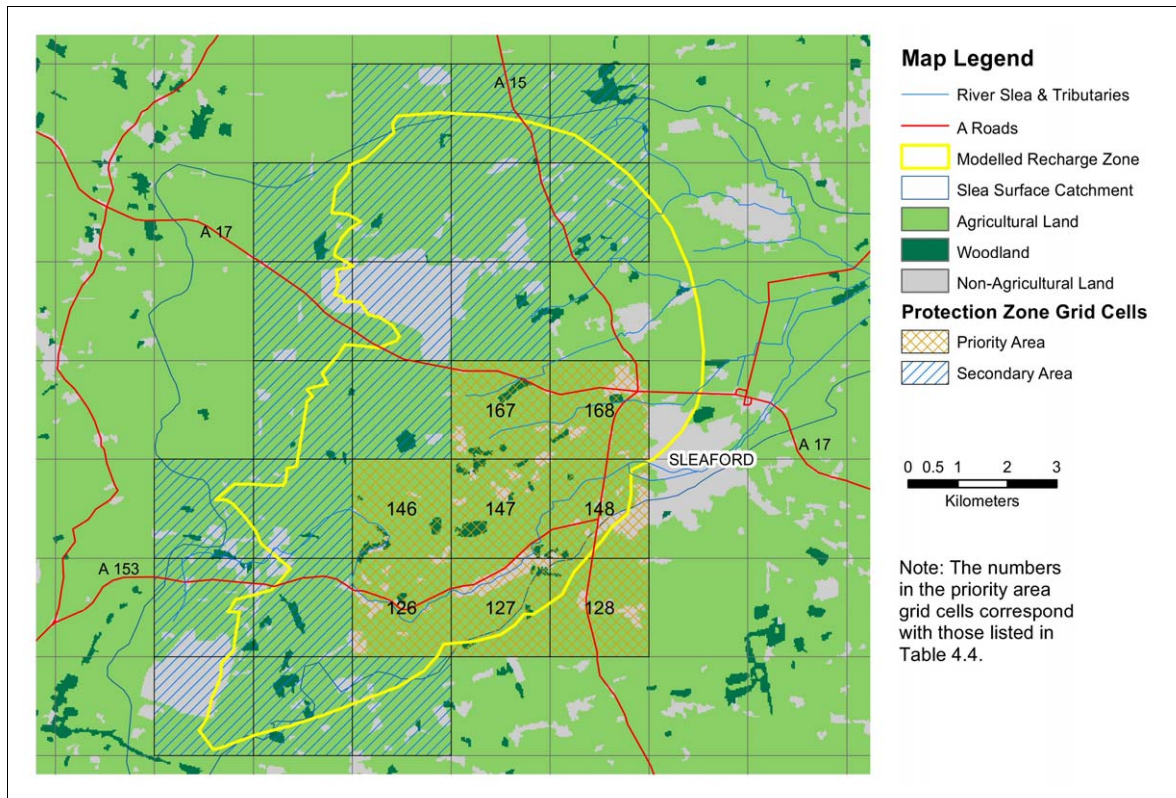 A 15
A 17
167
168
SLEAFORD
A 17
146
147
148
A 153
126
127
128
Map Legend
River Slea & Tributaries
A Roads
Modelled Recharge Zone
Slea Surface Catchment
Agricultural Land
Woodland
Non-Agricultural Land
Protection Zone Grid Cells
Priority Area
Secondary Area
0 0.5 1 2 3
Kilometers
Note: The numbers
in the priority area
grid cells correspond
with those listed in
Table 4.4.